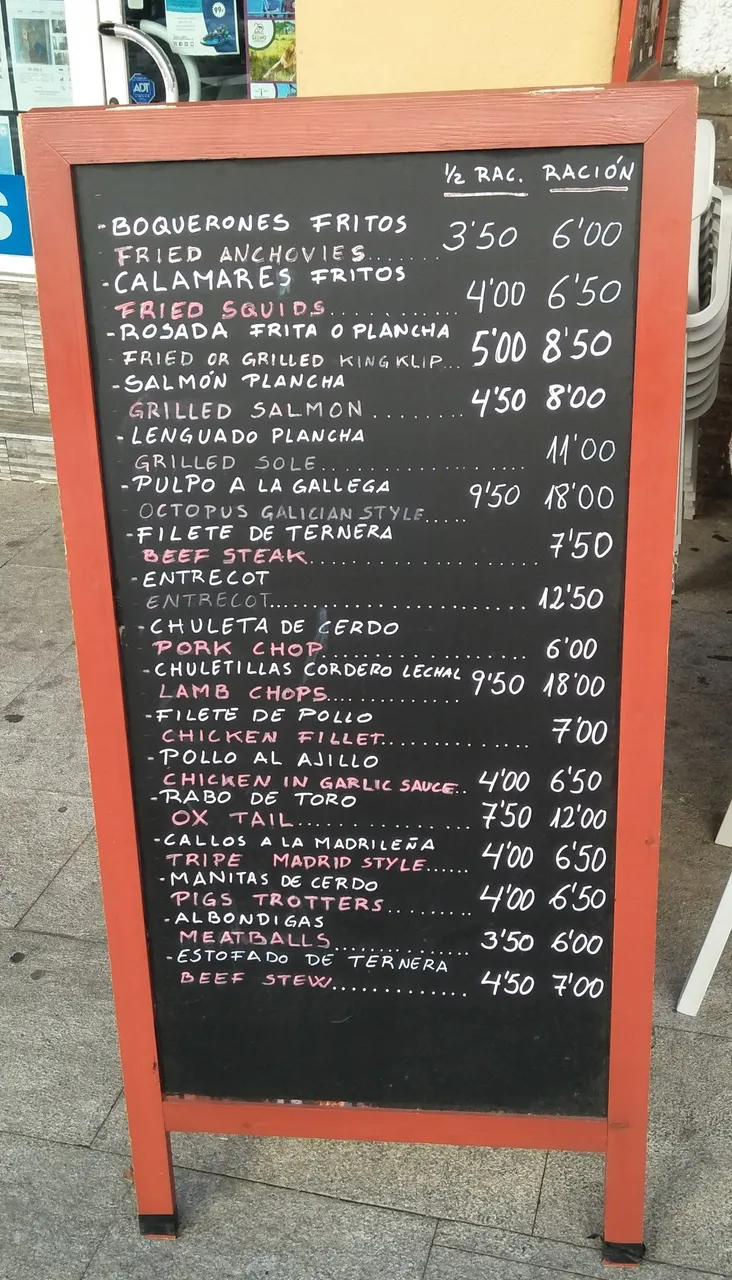 ADT
½ RAC. RACIÓN
-BOQUERONES FRITOS
FRIED ANCHOVIES....... 3'50 6'00
-CALAMARES FRITOS
FRIED SQUIDS............ 4'00 6'50
-ROSADA FRITA O PLANCHA
FRIED OR GRILLED KINGKLIP... 5'00 8'50
-SALMÓN PLANCHA
GRILLED SALMON ......... 4'50 8'00
-LENGUADO PLANCHA
GRILLED SOLE.................. 11'00
-PULPO A LA GALLEGA
OCTOPUS GALICIAN STYLE..... 9'50 18'00
-FILETE DE TERNERA
BEEF STEAK...................... 7'50
-ENTRECOT
ENTRECOT........................ 12'50
-CHULETA DE CERDO
PORK CHOP.................... 6'00
-CHULETILLAS CORDERO LECHAL
LAMB CHOPS............. 9'50 18'00
-FILETE DE POLLO
CHICKEN FILLET............. 7'00
-POLLO AL AJILLO
CHICKEN IN GARLIC SAUCE.. 4'00 6'50
-RABO DE TORO
OX TAIL................. 7'50 12'00
-CALLOS A LA MADRILEÑA
TRIPE MADRID STYLE...... 4'00 6'50
-MANITAS DE CERDO
PIGS TROTTERS.......... 4'00 6'50
-ALBONDIGAS
MEATBALLS............... 3'50 6'00
-ESTOFADO DE TERNERA
BEEF STEW.............. 4'50 7'00